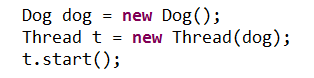 Dog dog = new Dog();
Thread t = new Thread(dog);
t.start();